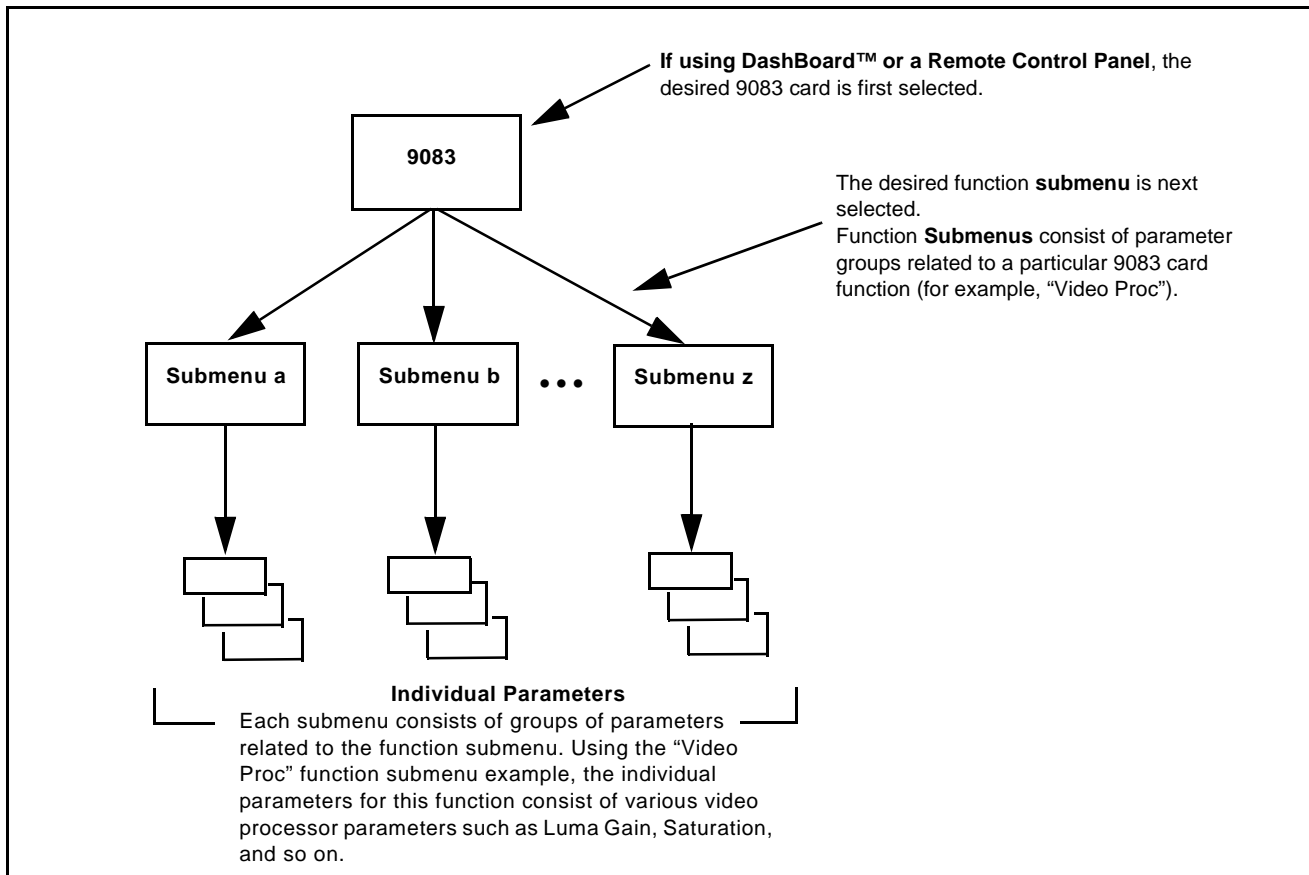 If using DashBoard™ or a Remote Control Panel, the
desired 9083 card is first selected.
9083
The desired function submenu is next
selected.
Function Submenus consist of parameter
groups related to a particular 9083 card
function (for example, “Video Proc”).
Submenu a
Submenu b
• • •
Submenu z
Individual Parameters
Each submenu consists of groups of parameters
related to the function submenu. Using the “Video
Proc” function submenu example, the individual
parameters for this function consist of various video
processor parameters such as Luma Gain, Saturation,
and so on.